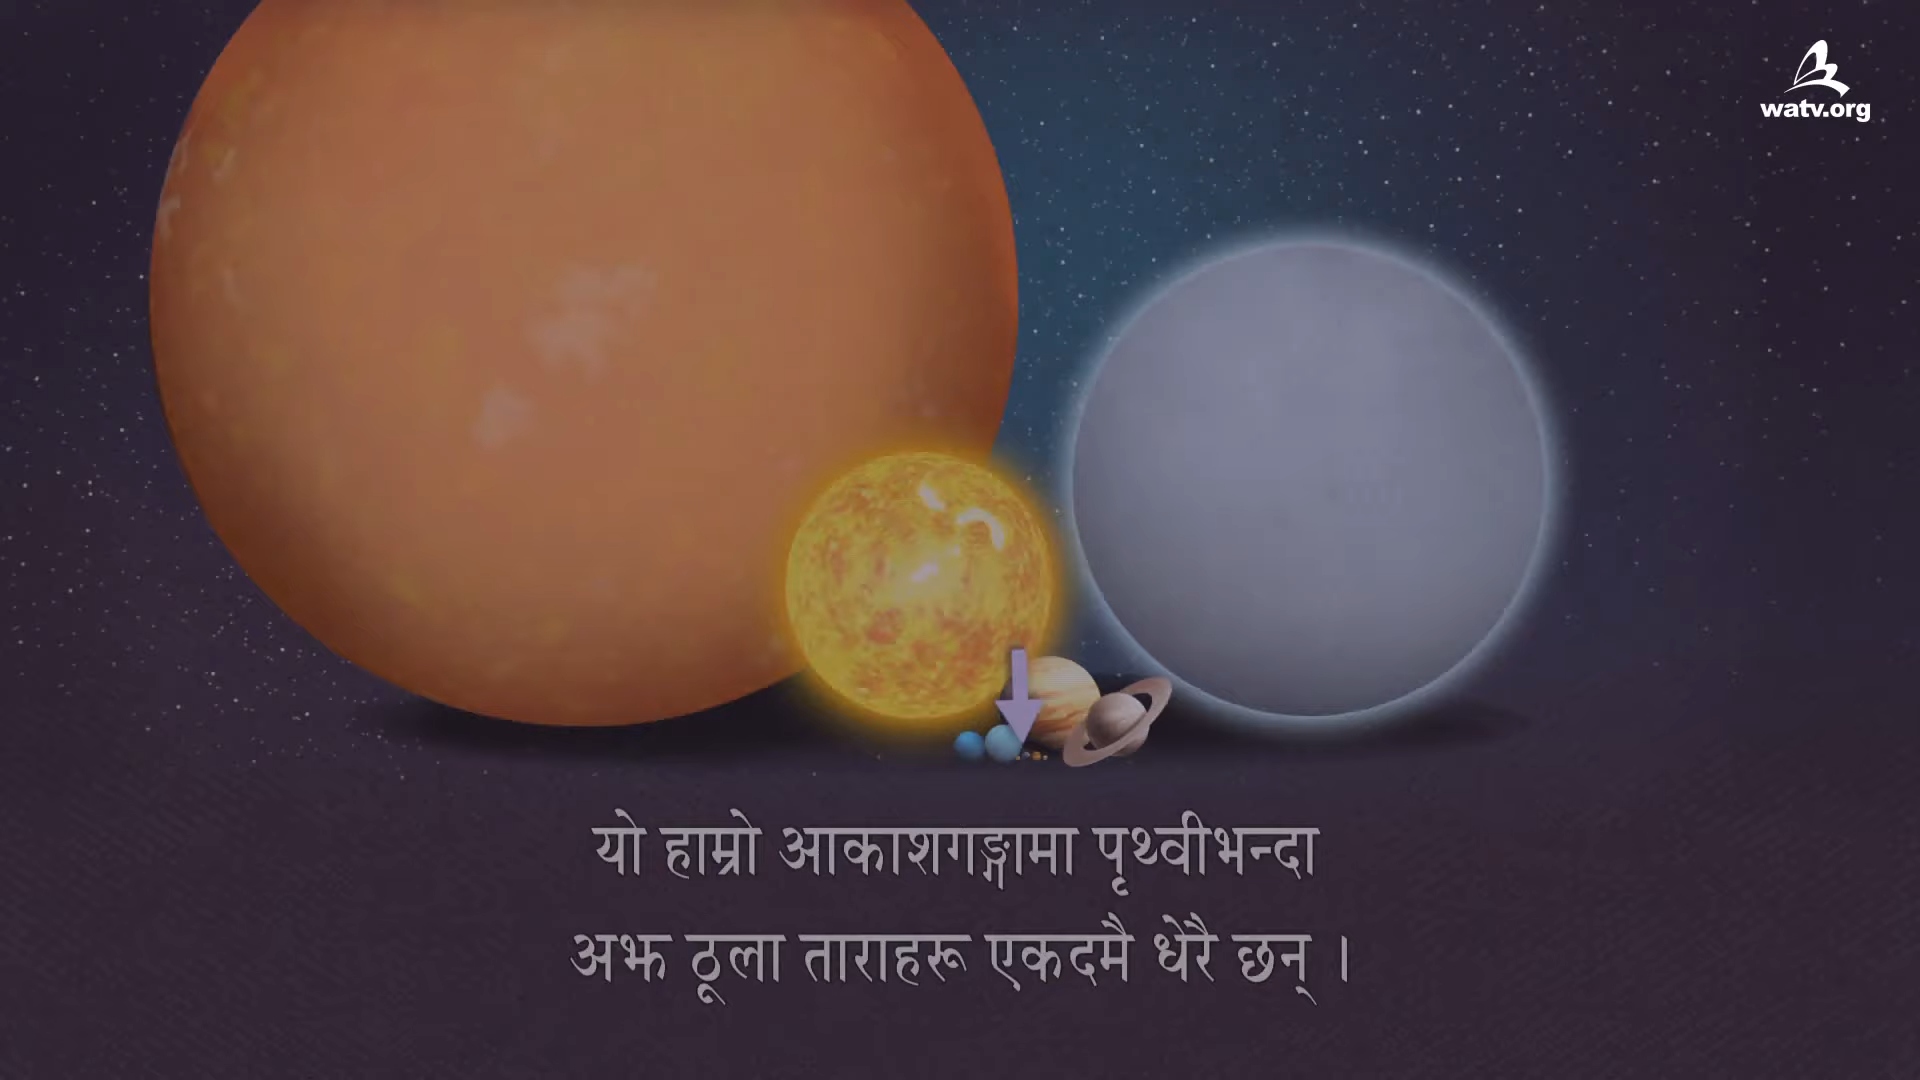 watv.org
यो हाम्रो आकाशगङ्गामा पृथ्वीभन्दा
अझ ठूला ताराहरू एकदमै धेरै छन् ।